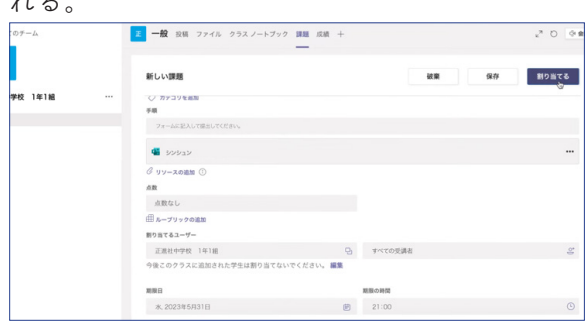 れる。
てのチーム
正 一般 投稿 ファイル クラス ノートブック 課題 成績 +
新しい課題 破棄 保存 割り当てる
学校 1年1組 …
カテゴリを追加
手順
フォームに記入して提出してください。
シンシュン …
リソースの追加
点数
点数なし
ルーブリックの追加
割り当てるユーザー
正進社中学校 1年1組 すべての受講者
今後このクラスに追加された学生は割り当てないでください。 編集
期限日 期限の時間
水, 2023年5月31日 21:00